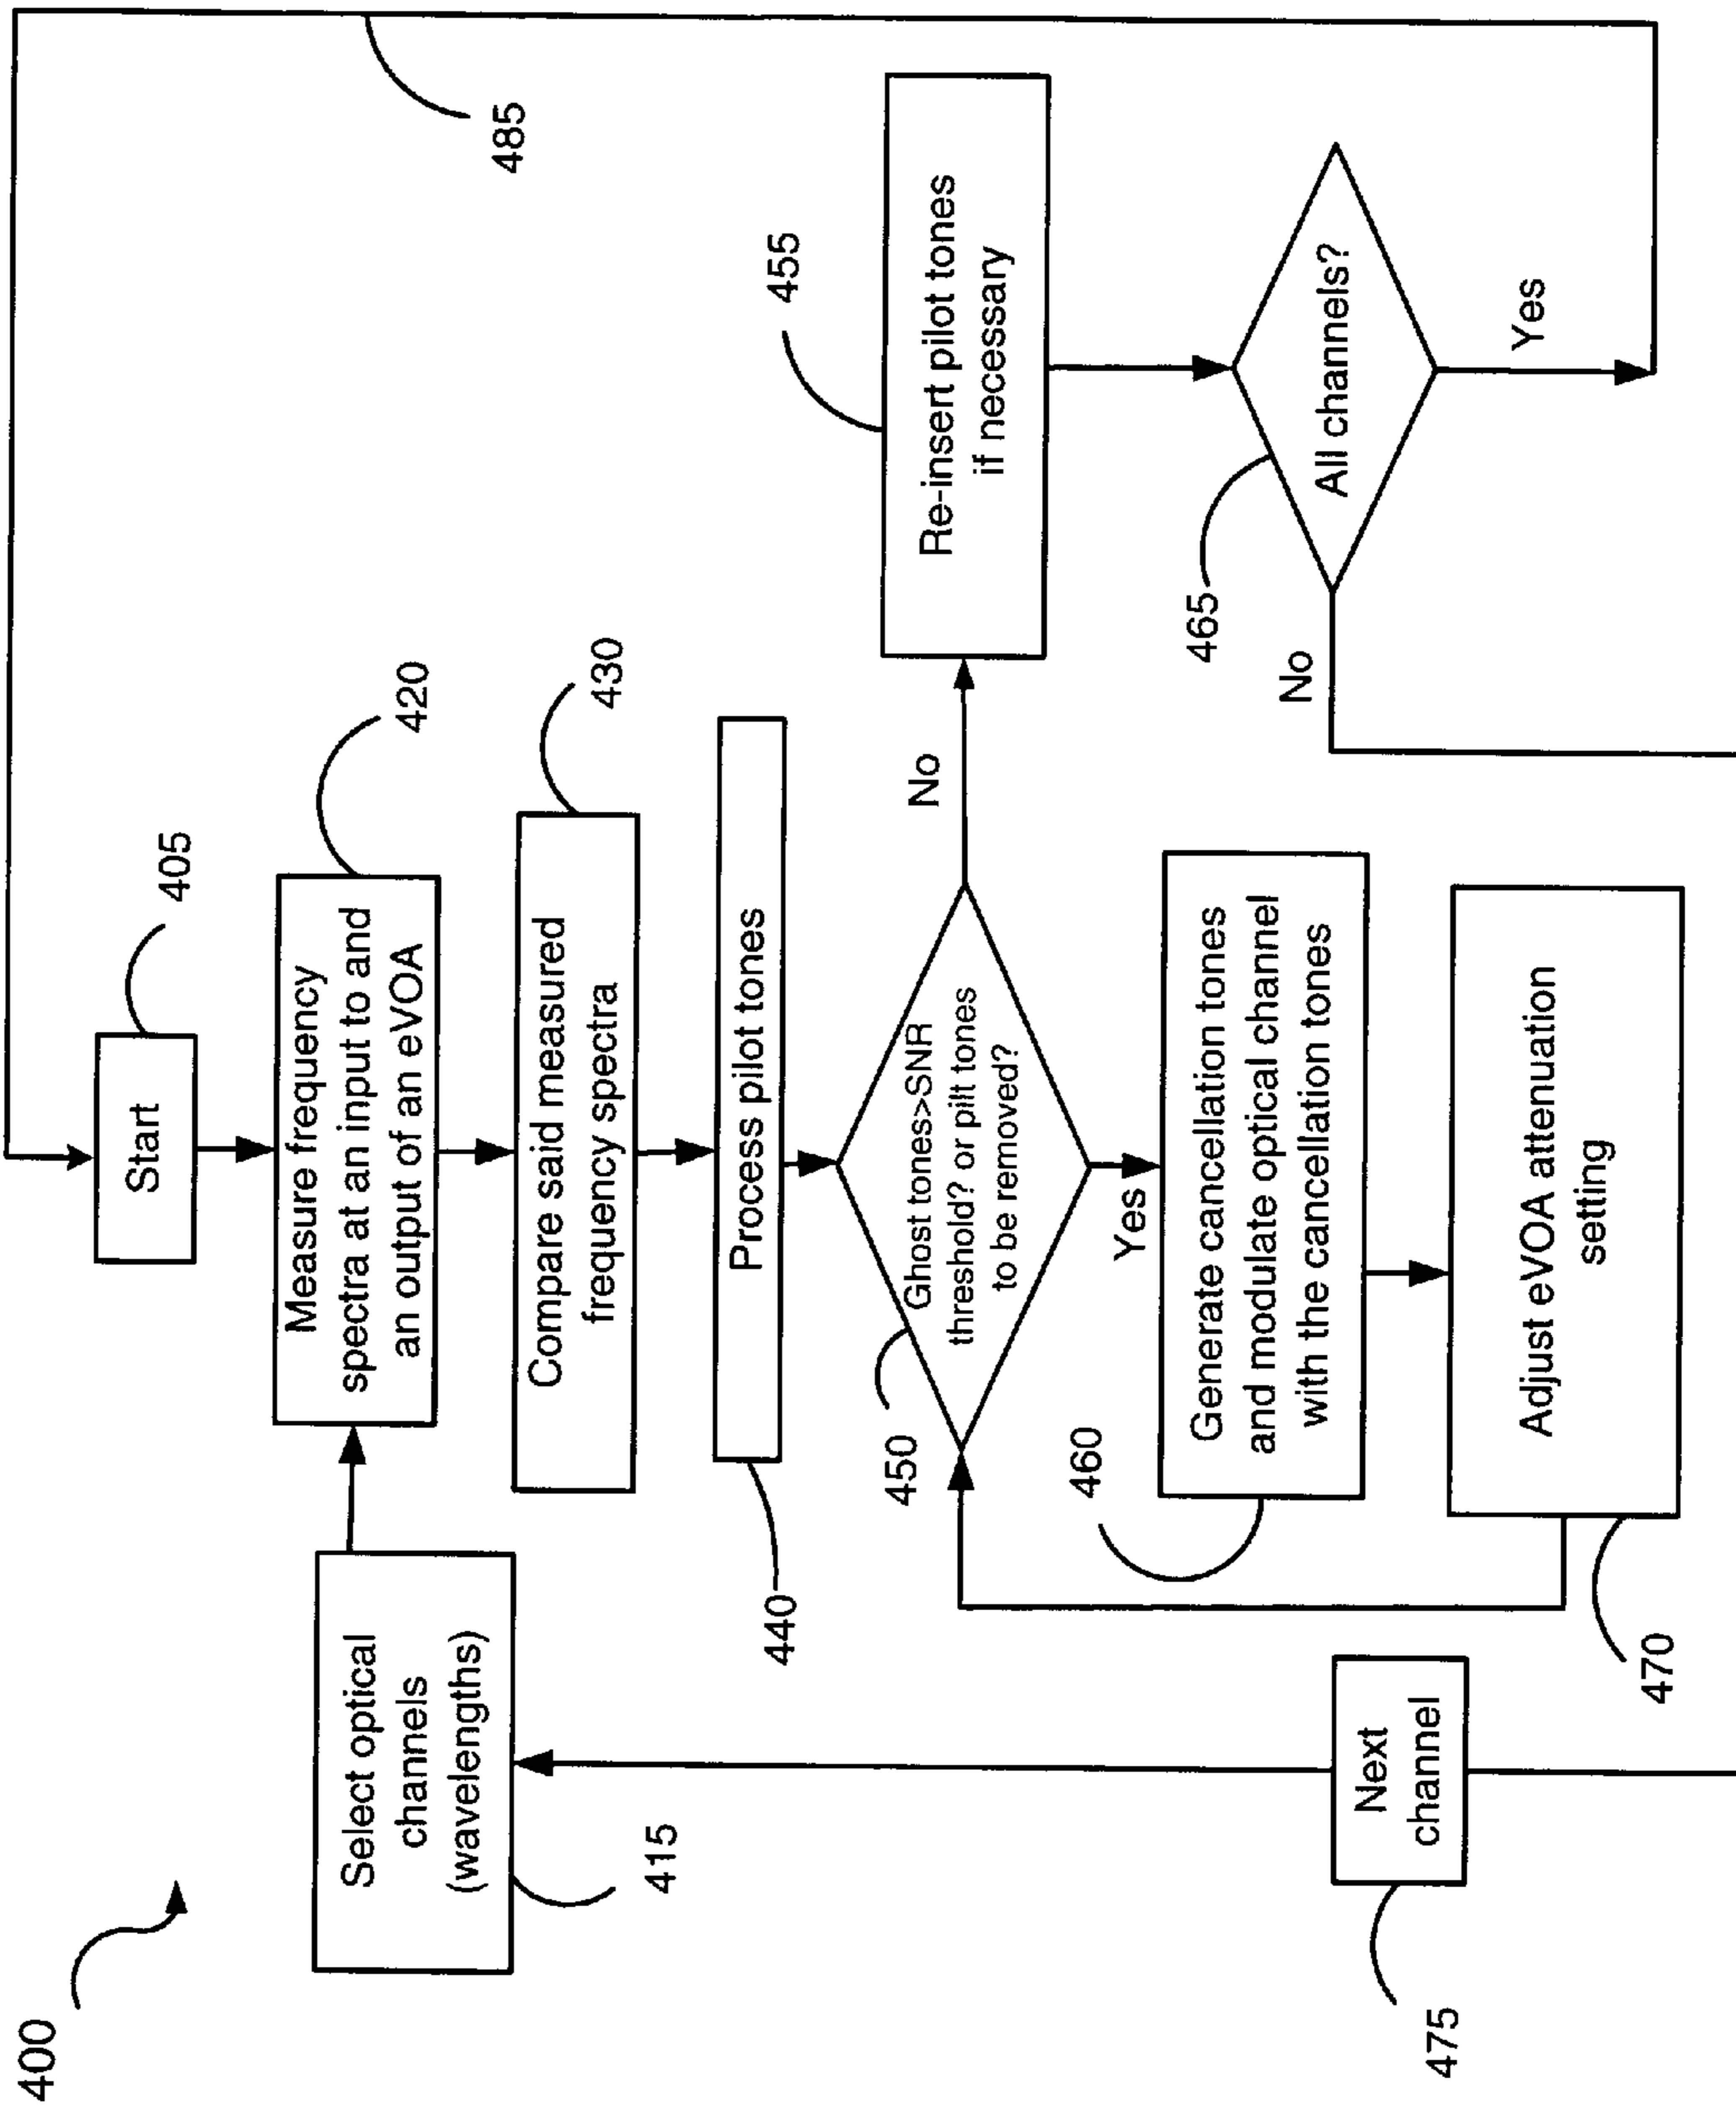 400
Start
405
485
Select optical
channels
(wavelengths)
415
Measure frequency
spectra at an input to and
an output of an eVOA
420
Compare said measured
frequency spectra
430
Process pilot tones
440
Ghost tones>SNR
threshold? or pilt tones
to be removed?
450
No
Yes
Re-insert pilot tones
if necessary
455
Generate cancellation tones
and modulate optical channel
with the cancellation tones
460
All channels?
465
No
Yes
Next
channel
475
Adjust eVOA attenuation
setting
470